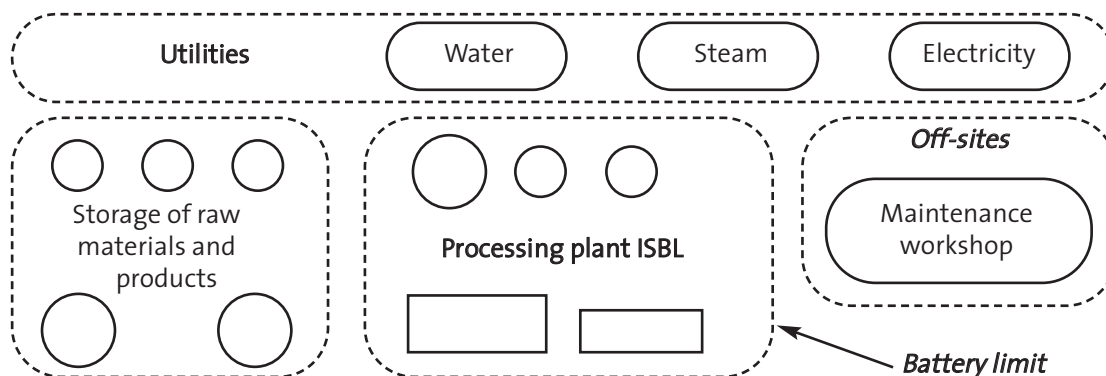 Utilities
Water
Steam
Electricity
Storage of raw
materials and
products
Processing plant ISBL
Off-sites
Maintenance
workshop
Battery limit